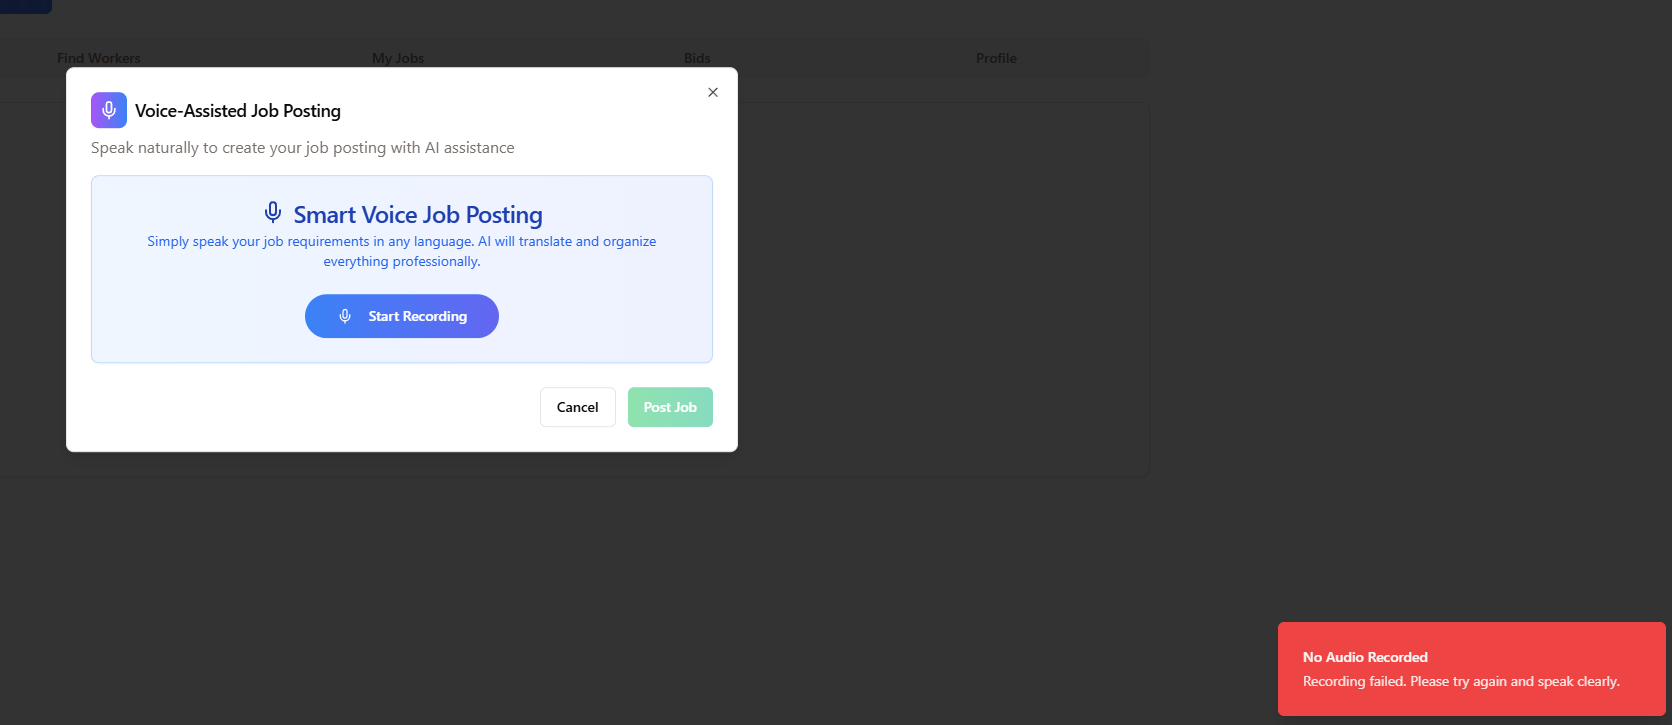 Find Workers
My Jobs
Bids
Profile
Voice-Assisted Job Posting
Speak naturally to create your job posting with AI assistance
Smart Voice Job Posting
Simply speak your job requirements in any language. AI will translate and organize
everything professionally.
Start Recording
Cancel
Post Job
No Audio Recorded
Recording failed. Please try again and speak clearly.